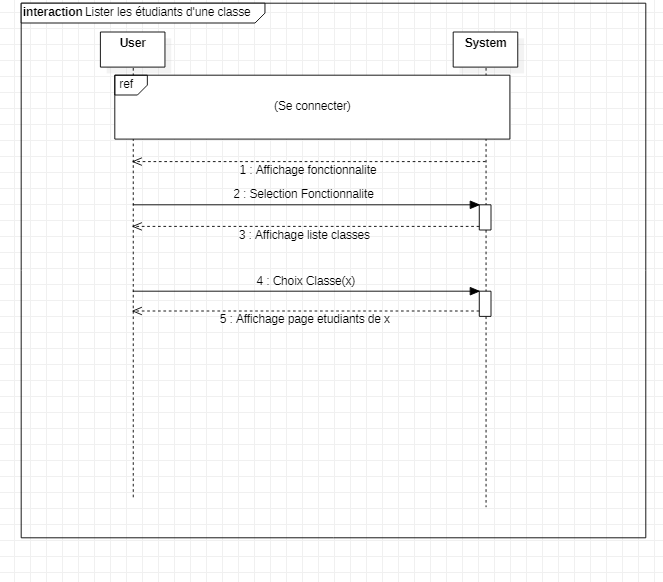 interaction Lister les étudiants d'une classe
User
System
ref
(Se connecter)
1 : Affichage fonctionnalite
2 : Selection Fonctionnalite
3 : Affichage liste classes
4 : Choix Classe(x)
5 : Affichage page etudiants de x